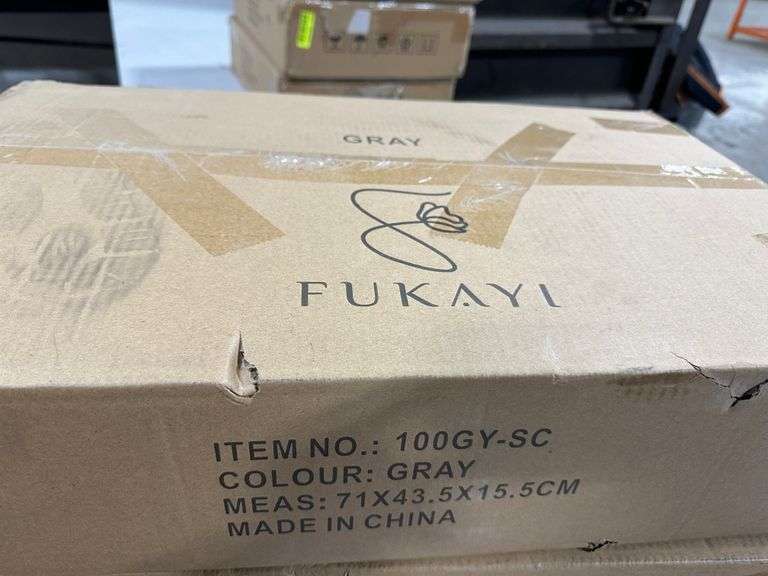 GRAY
FUKAYI
ITEM NO.: 100GY-SC
COLOUR: GRAY
MEAS: 71X43.5X15.5CM
MADE IN CHINA